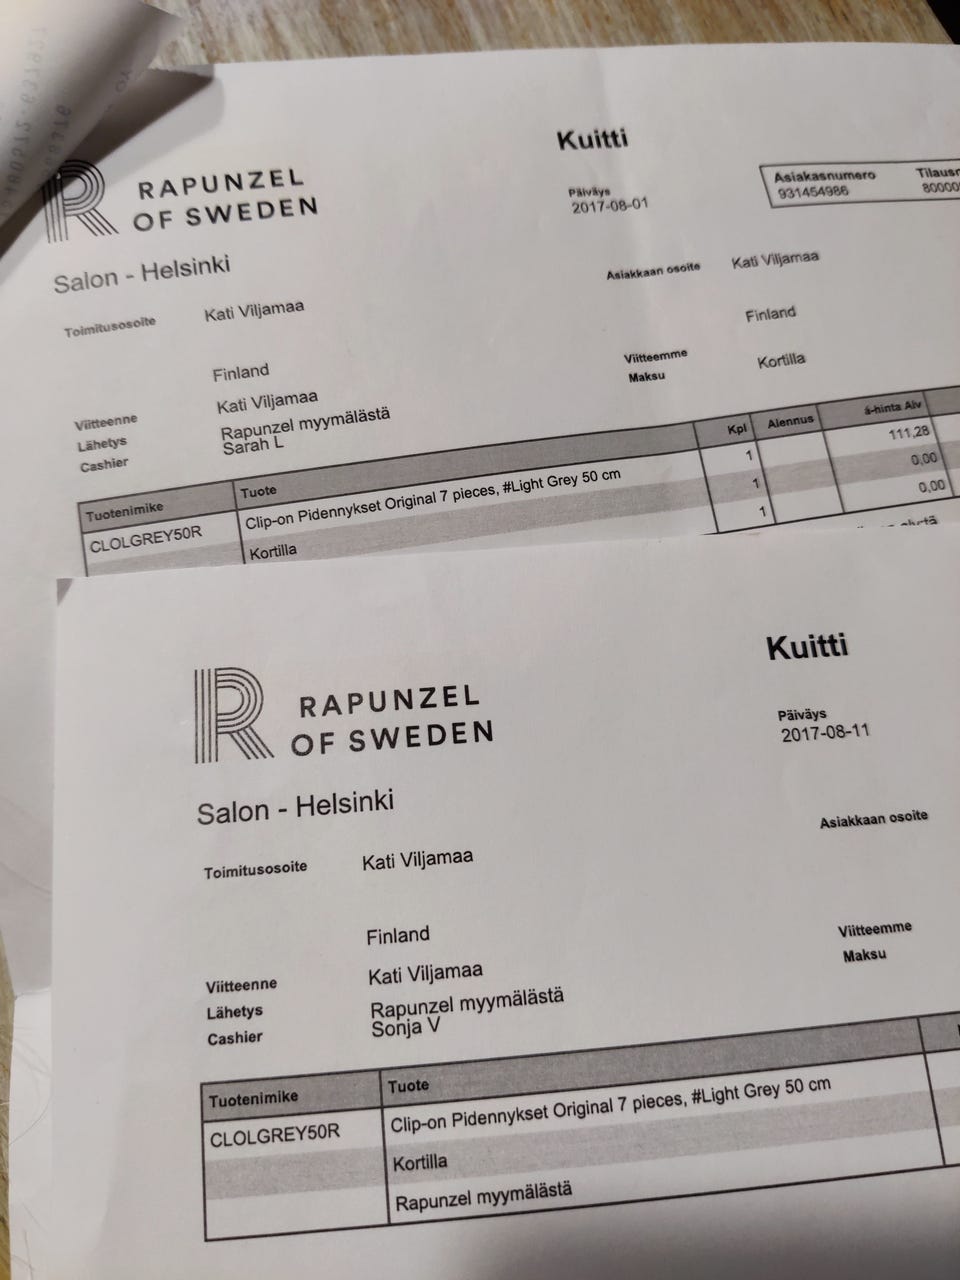 Kuitti
RAPUNZEL
OF SWEDEN
Päiväys
2017-08-01
Asiakasnumero
931454986
Salon - Helsinki
Toimitusosoite Kati Viljamaa
Asiakkaan osoite Kati Viljamaa
Finland
Finland
Viitteenne Kati Viljamaa
Viitteemme
Lähetys Rapunzel myymälästä
Maksu Kortilla
Cashier Sarah L
Tuotenimike Tuote Kpl Alennus á-hinta Alv
CLOLGREY50R Clip-on Pidennykset Original 7 pieces, #Light Grey 50 cm 1 111,28
Kortilla 1 0,00
1 0,00
Kuitti
RAPUNZEL
OF SWEDEN
Päiväys
2017-08-11
Salon - Helsinki
Toimitusosoite Kati Viljamaa
Asiakkaan osoite
Finland
Viitteenne Kati Viljamaa
Viitteemme
Lähetys Rapunzel myymälästä
Maksu
Cashier Sonja V
Tuotenimike Tuote
CLOLGREY50R Clip-on Pidennykset Original 7 pieces, #Light Grey 50 cm
Kortilla
Rapunzel myymälästä